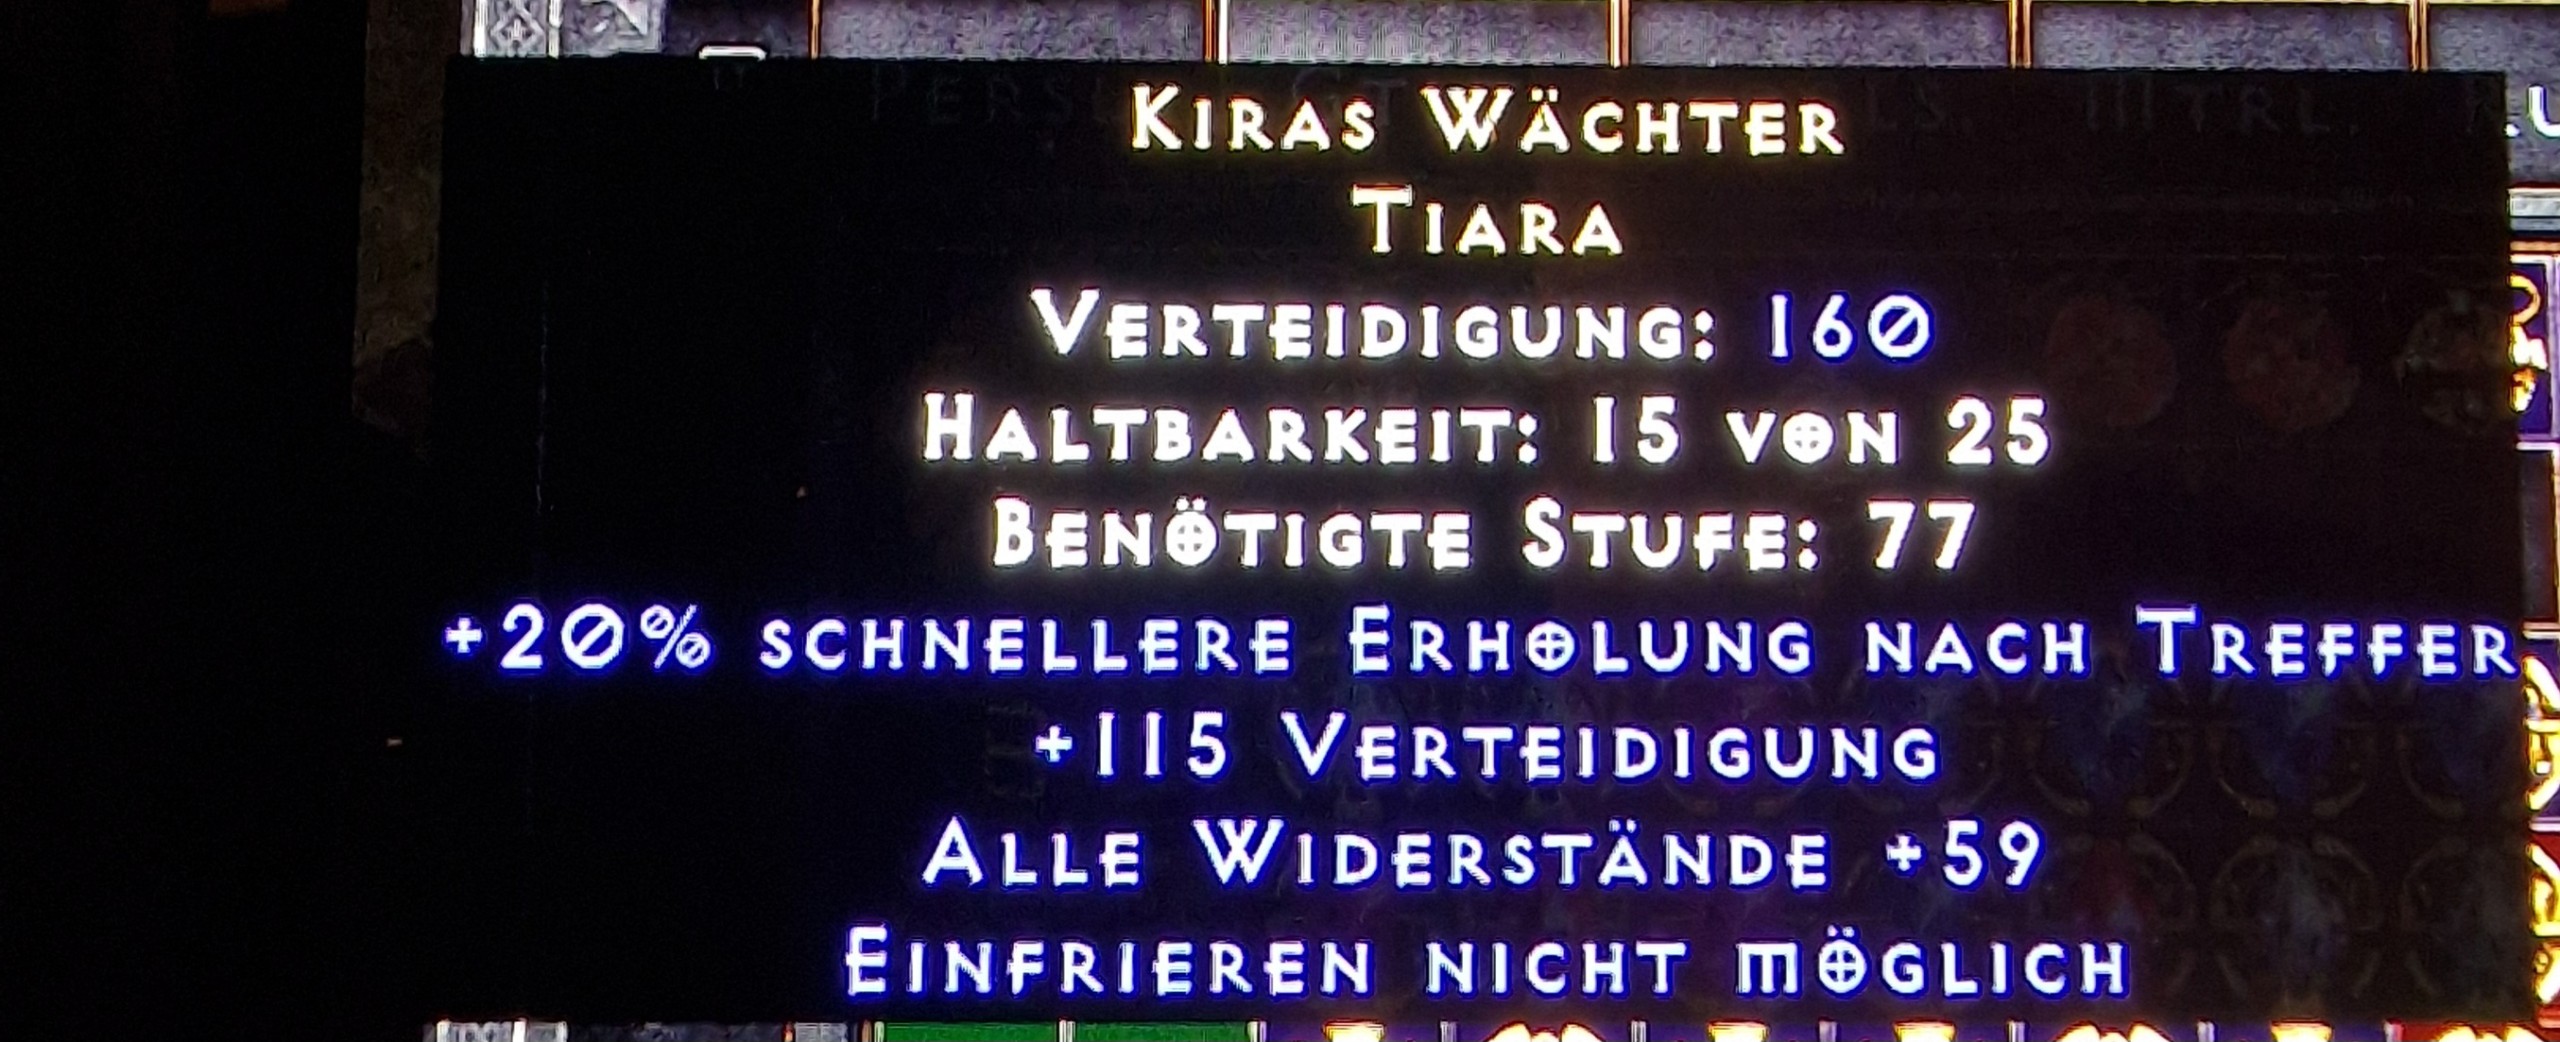 Kiras Wächter
Tiara
Verteidigung: 160
Haltbarkeit: 15 von 25
Benötigte Stufe: 77
+20% schnellere Erholung nach Treffer
+115 Verteidigung
Alle Widerstände +59
Einfrieren nicht möglich